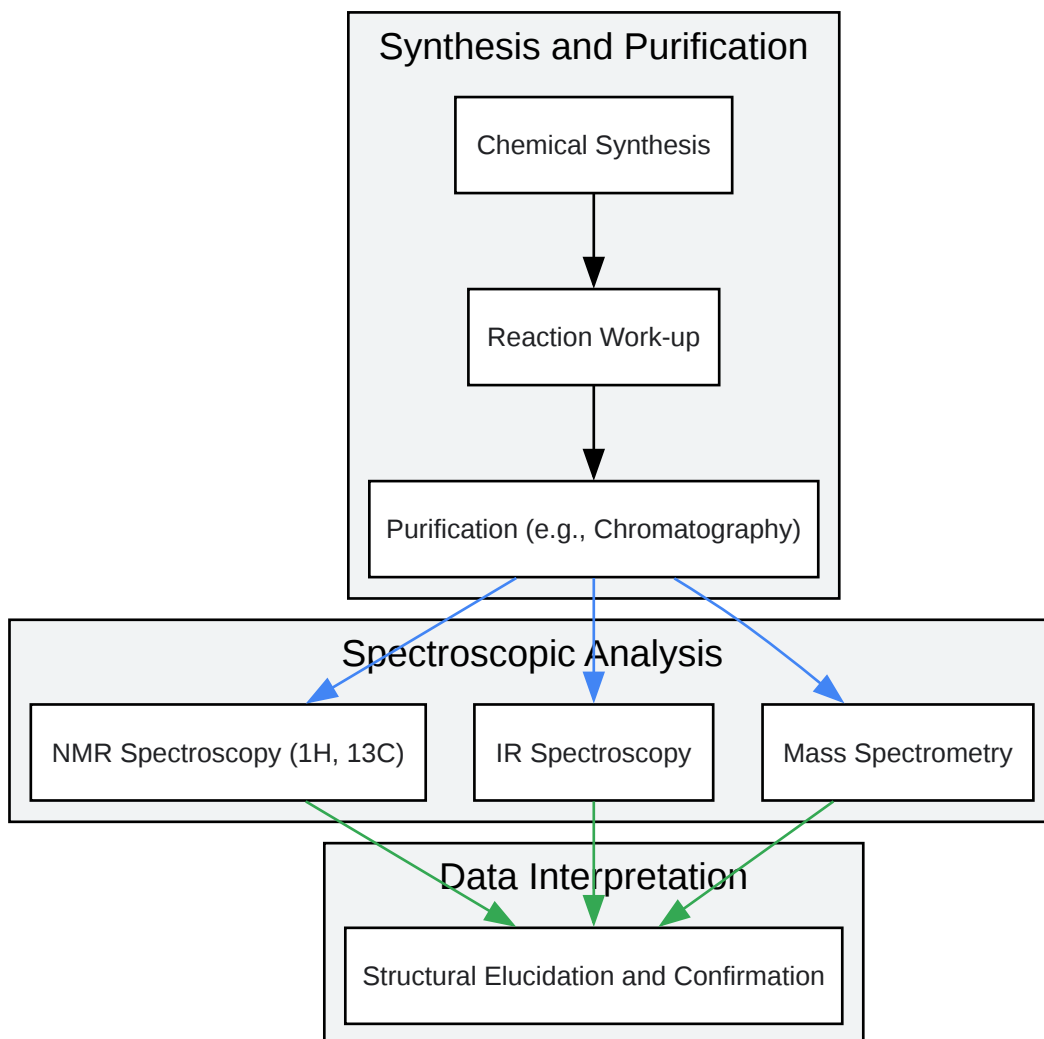 Synthesis and Purification
Chemical Synthesis
Reaction Work-up
Purification (e.g., Chromatography)
Spectroscopic Analysis
NMR Spectroscopy (1H, 13C)
IR Spectroscopy
Mass Spectrometry
Data Interpretation
Structural Elucidation and Confirmation